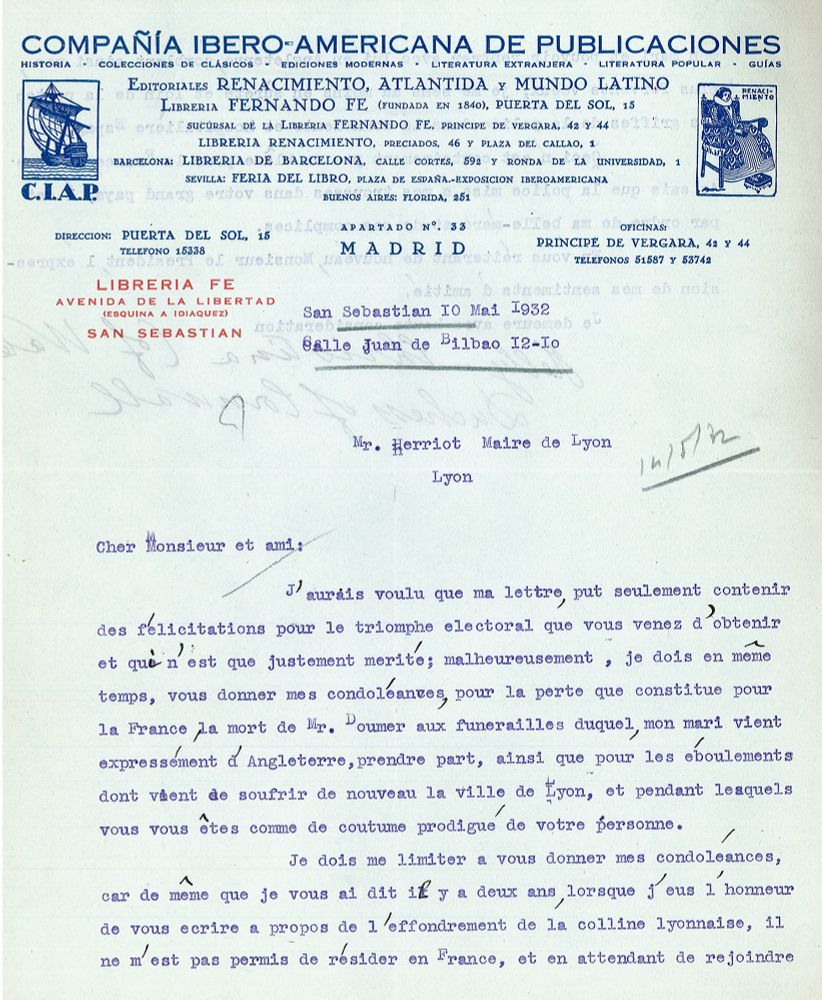 COMPAÑÍA IBERO-AMERICANA DE PUBLICACIONES
HISTORIA - COLECCIONES DE CLÁSICOS - EDICIONES MODERNAS - LITERATURA EXTRANJERA - LITERATURA POPULAR - GUÍAS
EDITORIALES RENACIMIENTO, ATLANTIDA Y MUNDO LATINO
LIBRERIA FERNANDO FE (FUNDADA EN 1840), PUERTA DEL SOL, 15
SUCURSAL DE LA LIBRERIA FERNANDO FE, PRINCIPE DE VERGARA, 42 Y 44
LIBRERIA RENACIMIENTO, PRECIADOS, 46 Y PLAZA DEL CALLAO, 1
BARCELONA: LIBRERIA DE BARCELONA, CALLE CORTES, 592 Y RONDA DE LA UNIVERSIDAD, 1
SEVILLA: FERIA DEL LIBRO, PLAZA DE ESPAÑA.-EXPOSICION IBEROAMERICANA
BUENOS AIRES: FLORIDA, 251
C.I.A.P.
RENACIMIENTO
DIRECCION: PUERTA DEL SOL, 15
TELEFONO 15338
APARTADO Nº. 33
MADRID
OFICINAS:
PRINCIPE DE VERGARA, 42 Y 44
TELEFONOS 51587 Y 53742
LIBRERIA FE
AVENIDA DE LA LIBERTAD
(ESQUINA A IDIAQUEZ)
SAN SEBASTIAN
San Sebastian IO Mai I932
Calle Juan de Bilbao I2-Io
Mr. Herriot Maire de Lyon
Lyon
Cher Monsieur et ami:
J'aurais voulu que ma lettre, put seulement contenir
des félicitations pour le triomphe electoral que vous venez d'obtenir
et qui n'est que justement merité; malheureusement , je dois en même
temps, vous donner mes condoléances, pour la perte que constitue pour
la France ,la mort de Mr. Doumer aux funerailles duquel, mon mari vient
expressément d'Angleterre,prendre part, ainsi que pour les éboulements
dont vient de soufrir de nouveau la ville de Lyon, et pendant lesquels
vous vous êtes comme de coutume prodigué de votre personne.
Je dois me limiter a vous donner mes condoléances,
car de même que je vous ai dit il y a deux ans, lorsque j'eus l'honneur
de vous ecrire a propos de l'effondrement de la colline lyonnaise, il
ne m'est pas permis de résider en France, et en attendant de rejoindre